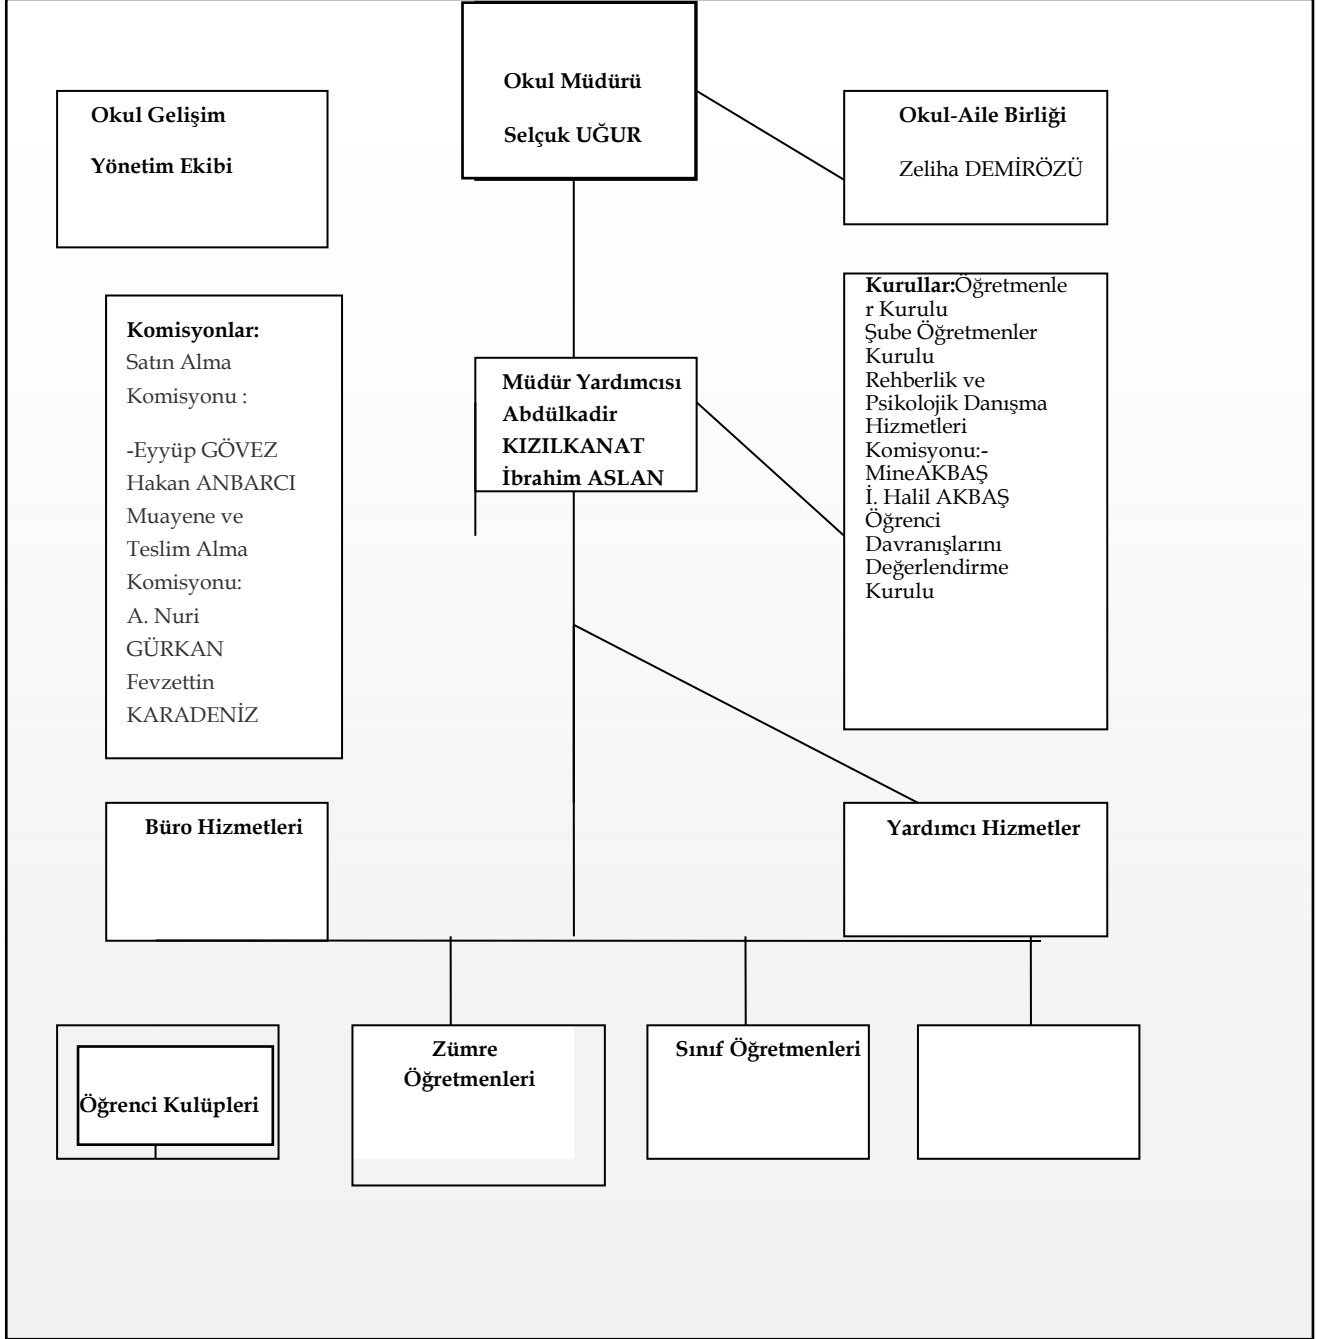 Okul Müdürü
Selçuk UĞUR
Okul Gelişim
Yönetim Ekibi
Okul-Aile Birliği
Zeliha DEMİRÖZÜ
Komisyonlar:
Satın Alma
Komisyonu :
-Eyyüp GÖVEZ
Hakan ANBARCI
Muayene ve
Teslim Alma
Komisyonu:
A. Nuri
GÜRKAN
Fevzettin
KARADENİZ
Müdür Yardımcısı
Abdülkadir
KIZILKANAT
İbrahim ASLAN
Kurullar:Öğretmenle
r Kurulu
Şube Öğretmenler
Kurulu
Rehberlik ve
Psikolojik Danışma
Hizmetleri
Komisyonu:-
MineAKBAŞ
İ. Halil AKBAŞ
Öğrenci
Davranışlarını
Değerlendirme
Kurulu
Büro Hizmetleri
Yardımcı Hizmetler
Öğrenci Kulüpleri
Zümre
Öğretmenleri
Sınıf Öğretmenleri